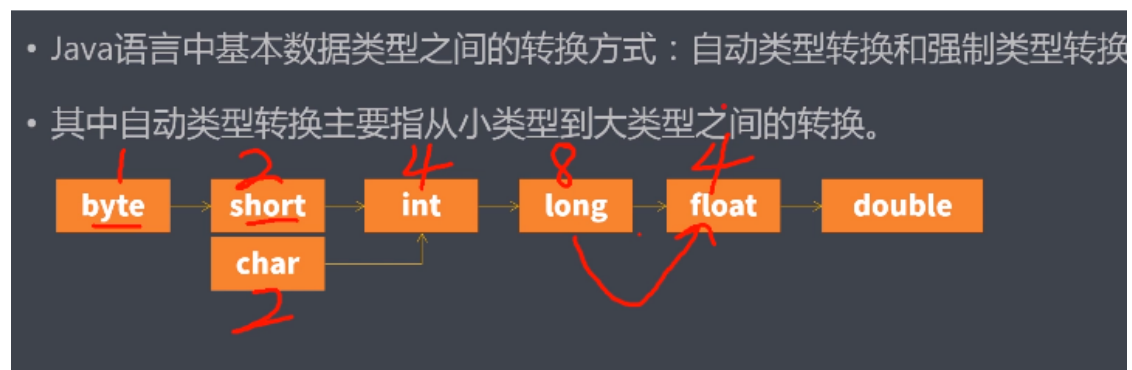 • Java语言中基本数据类型之间的转换方式：自动类型转换和强制类型转换
• 其中自动类型转换主要指从小类型到大类型之间的转换。
1 2 4 8 4
byte short int long float double
char
2